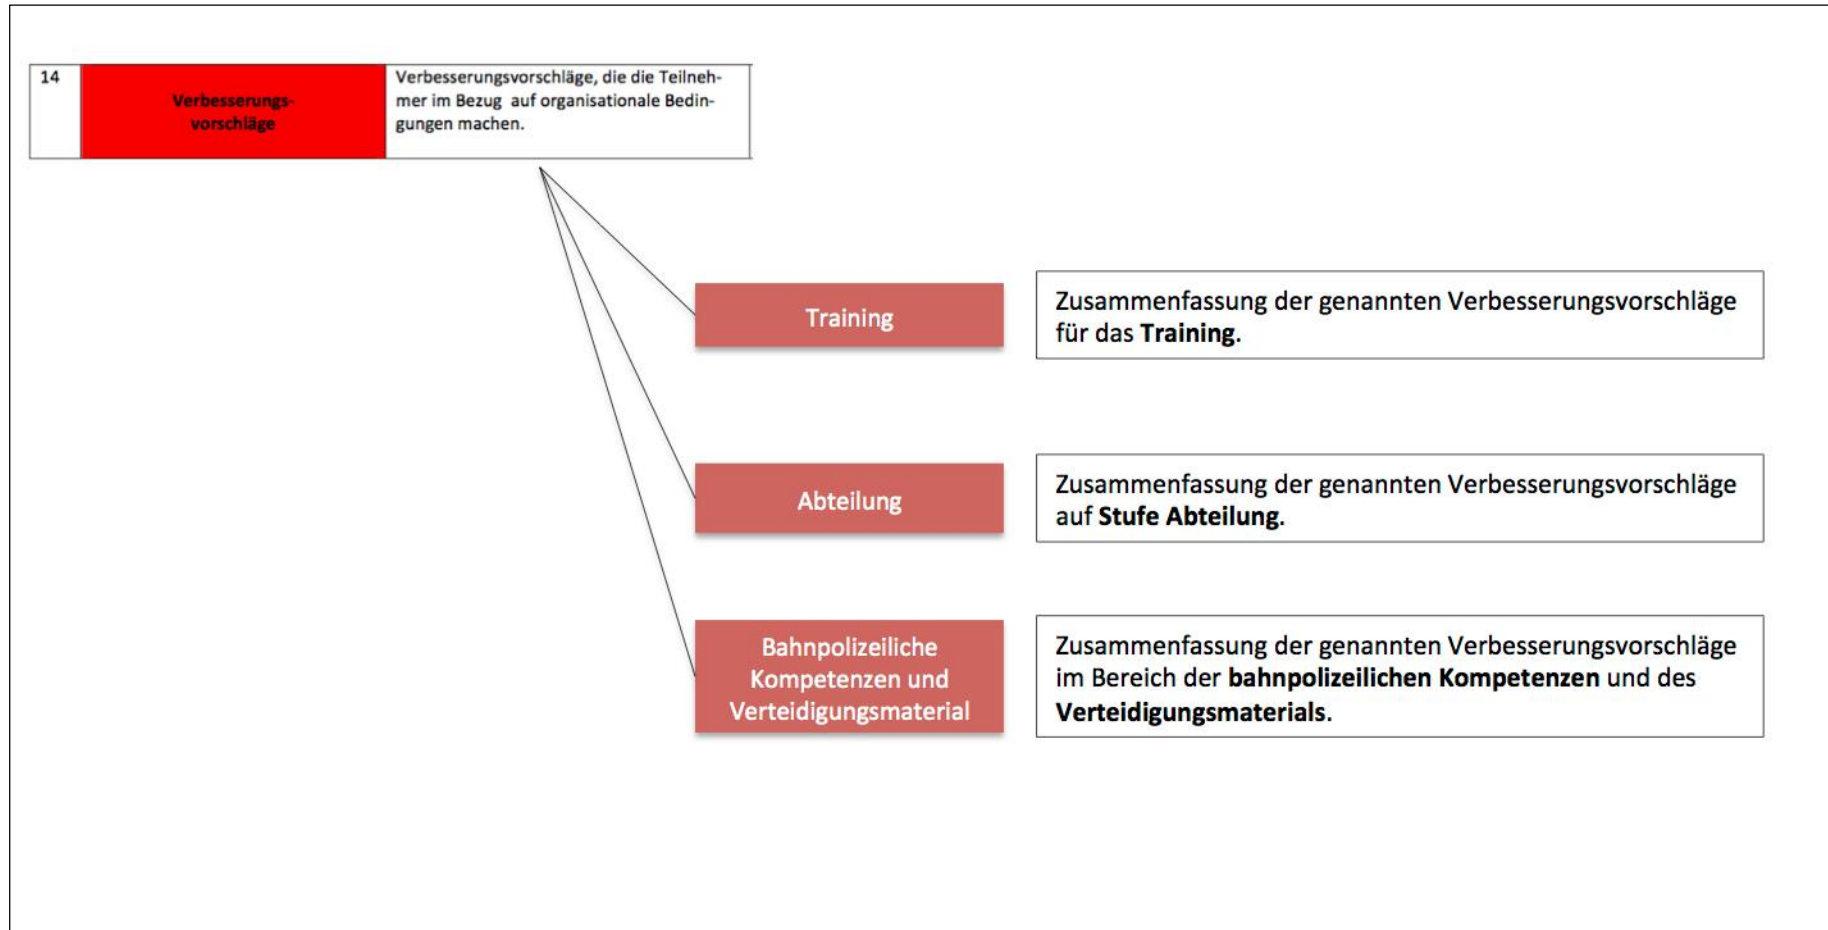 14
Verbesserungs-
vorschläge
Verbesserungsvorschläge, die die Teilneh-
mer im Bezug auf organisationale Bedin-
gungen machen.
Training
Zusammenfassung der genannten Verbesserungsvorschläge
für das Training.
Abteilung
Zusammenfassung der genannten Verbesserungsvorschläge
auf Stufe Abteilung.
Bahnpolizeiliche
Kompetenzen und
Verteidigungsmaterial
Zusammenfassung der genannten Verbesserungsvorschläge
im Bereich der bahnpolizeilichen Kompetenzen und des
Verteidigungsmaterials.